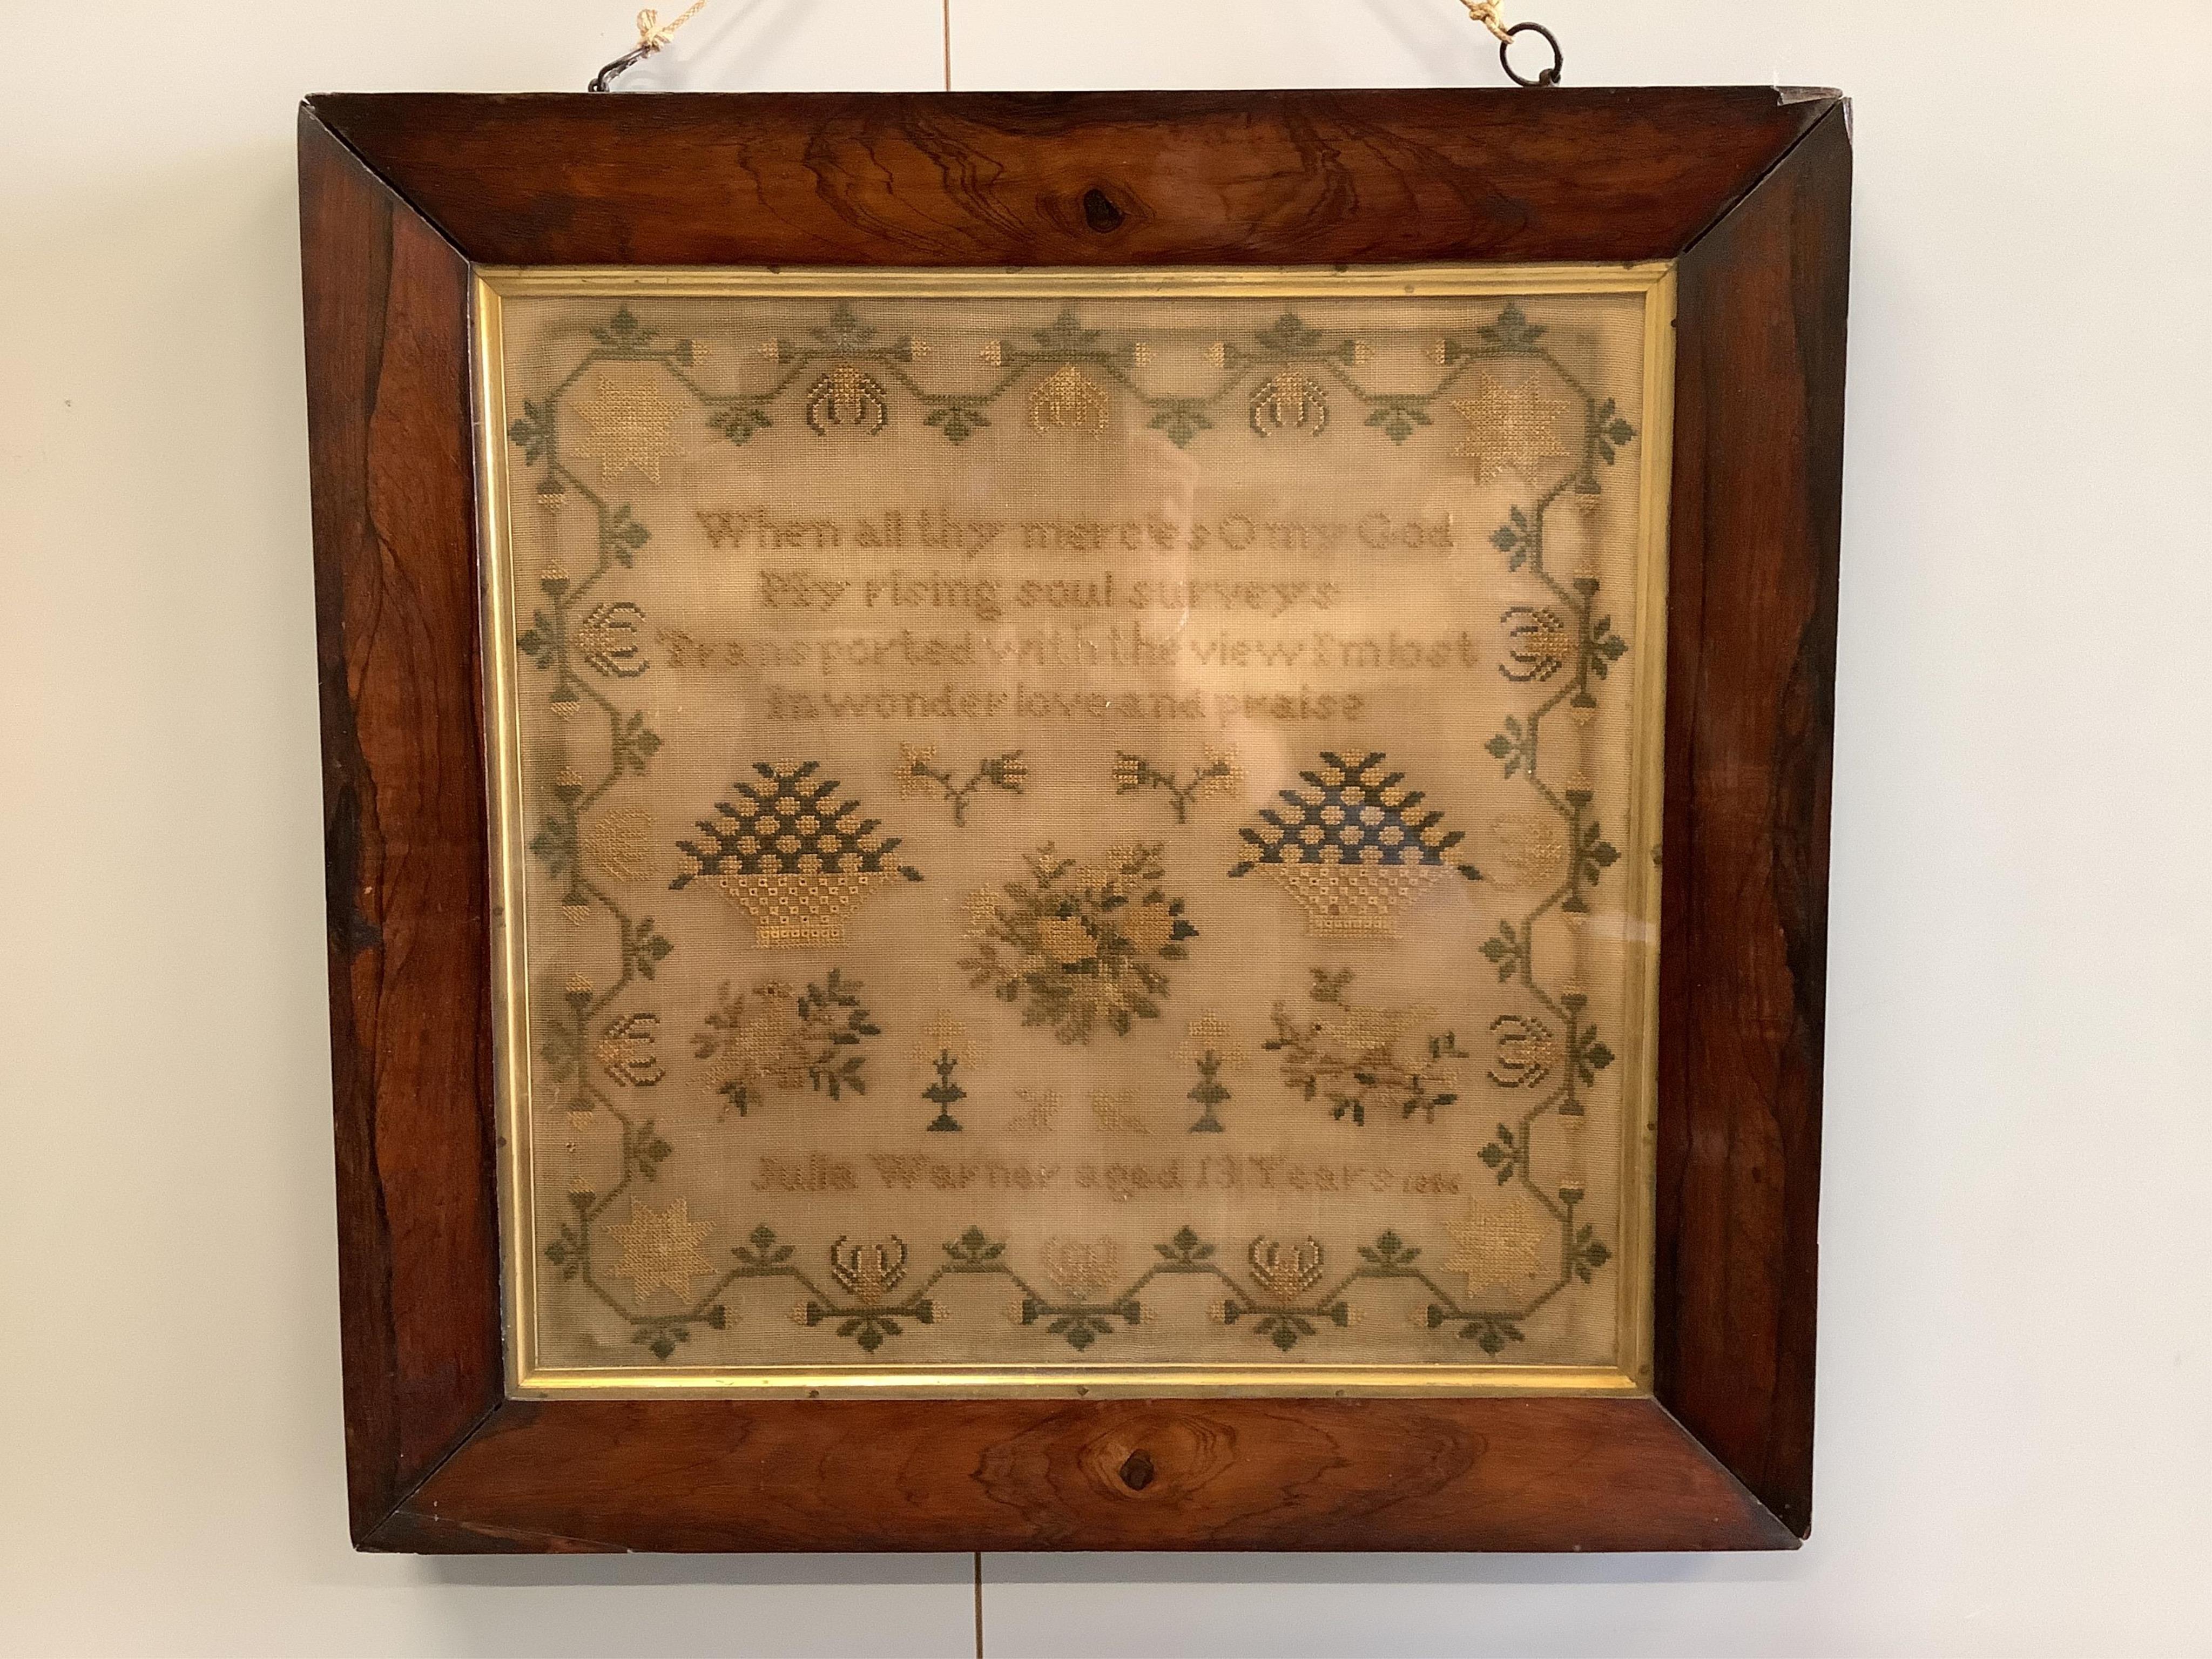 When all thy mercies O my God
My rising soul surveys
Transported with the view I'm lost
In wonder love and praise
Julia Warner aged 13 Years